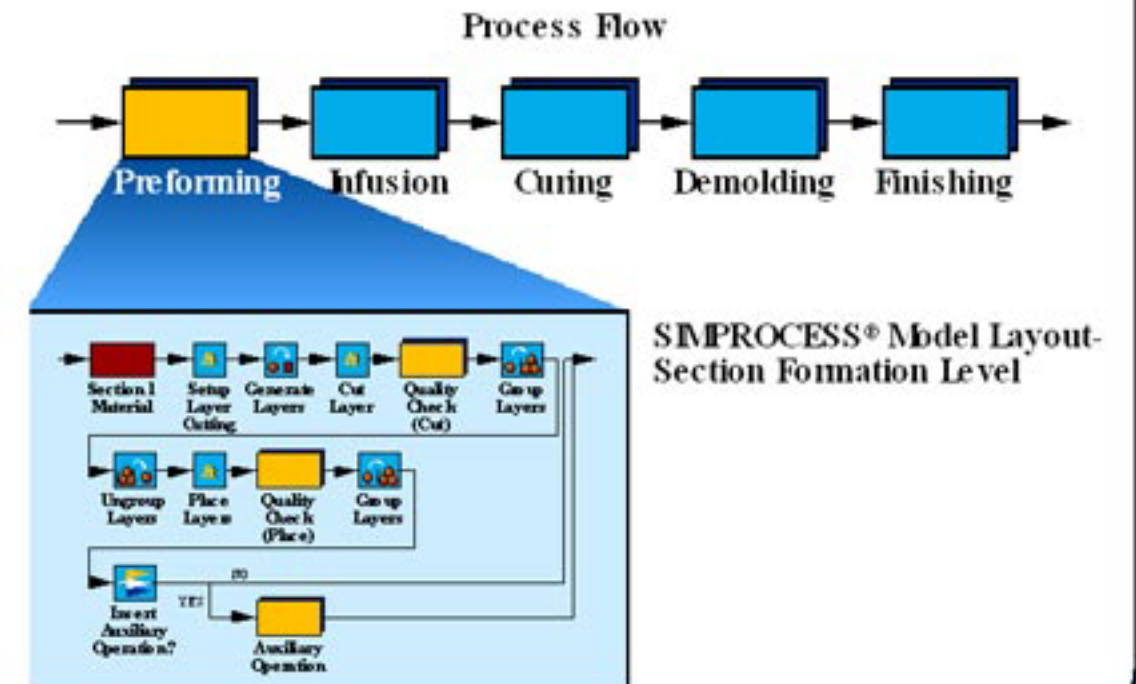 Process Flow
Preforming Infusion Curing Demolding Finishing
SIMPROCESS® Model Layout-
Section Formation Level
Section 1 Setup Generate Cut Quality Group
Material Layer Layers Layer Check Layers
Cutting (Cut)
Ungroup Place Quality Group
Layers Layers Check Layers
(Place)
NO
YES
Insert
Auxiliary
Operation?
Auxiliary
Operation